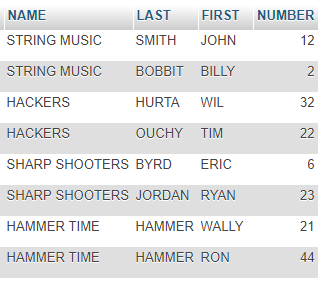 NAME LAST FIRST NUMBER
STRING MUSIC SMITH JOHN 12
STRING MUSIC BOBBIT BILLY 2
HACKERS HURTA WIL 32
HACKERS OUCHY TIM 22
SHARP SHOOTERS BYRD ERIC 6
SHARP SHOOTERS JORDAN RYAN 23
HAMMER TIME HAMMER WALLY 21
HAMMER TIME HAMMER RON 44